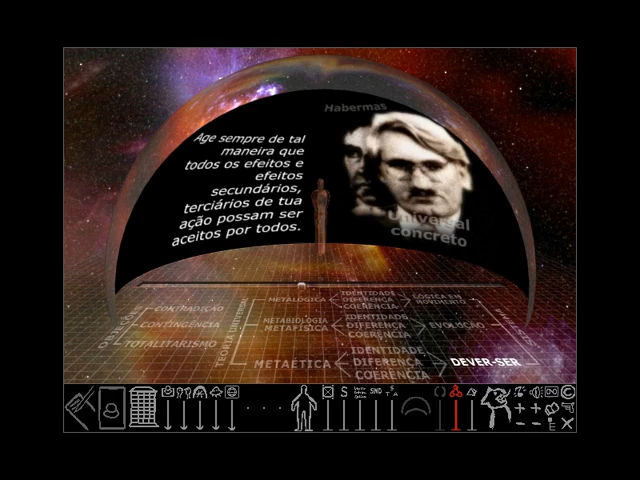 Habermas
Age sempre de tal
maneira que
todos os efeitos e
efeitos
secundários,
terciários de tua
ação possam ser
aceitos por todos.
Universal
concreto
OBJEÇÕES
CONTRADIÇÃO
CONTINGÊNCIA
TOTALITARISMO
TEORIA UNIVERSAL
METALÓGICA
IDENTIDADE
DIFERENÇA
COERÊNCIA
LÓGICA EM
MOVIMENTO
METABIOLOGIA
METAFÍSICA
IDENTIDADE
DIFERENÇA
COERÊNCIA
EVOLUÇÃO
METAÉTICA
IDENTIDADE
DIFERENÇA
COERÊNCIA
DEVER-SER
S
SND
S
T A
E